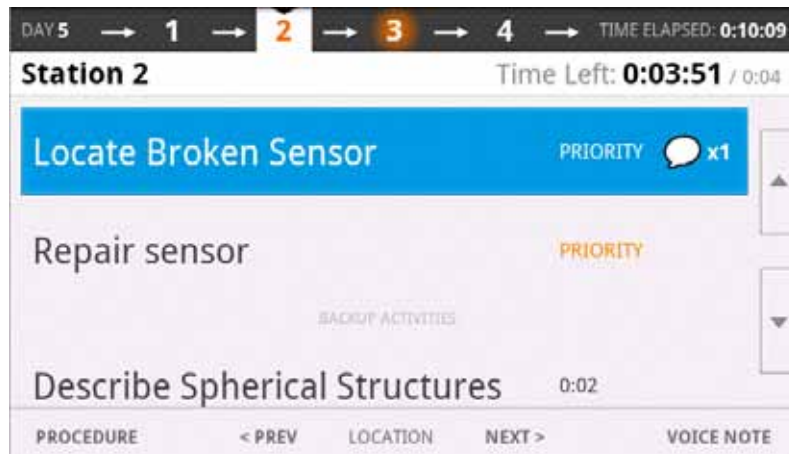 DAY 5 → 1 → 2 → 3 → 4 → TIME ELAPSED: 0:10:09
Station 2 Time Left: 0:03:51 / 0:04
Locate Broken Sensor PRIORITY x1
Repair sensor PRIORITY
BACKUP ACTIVITIES
Describe Spherical Structures 0:02
PROCEDURE < PREV LOCATION NEXT > VOICE NOTE